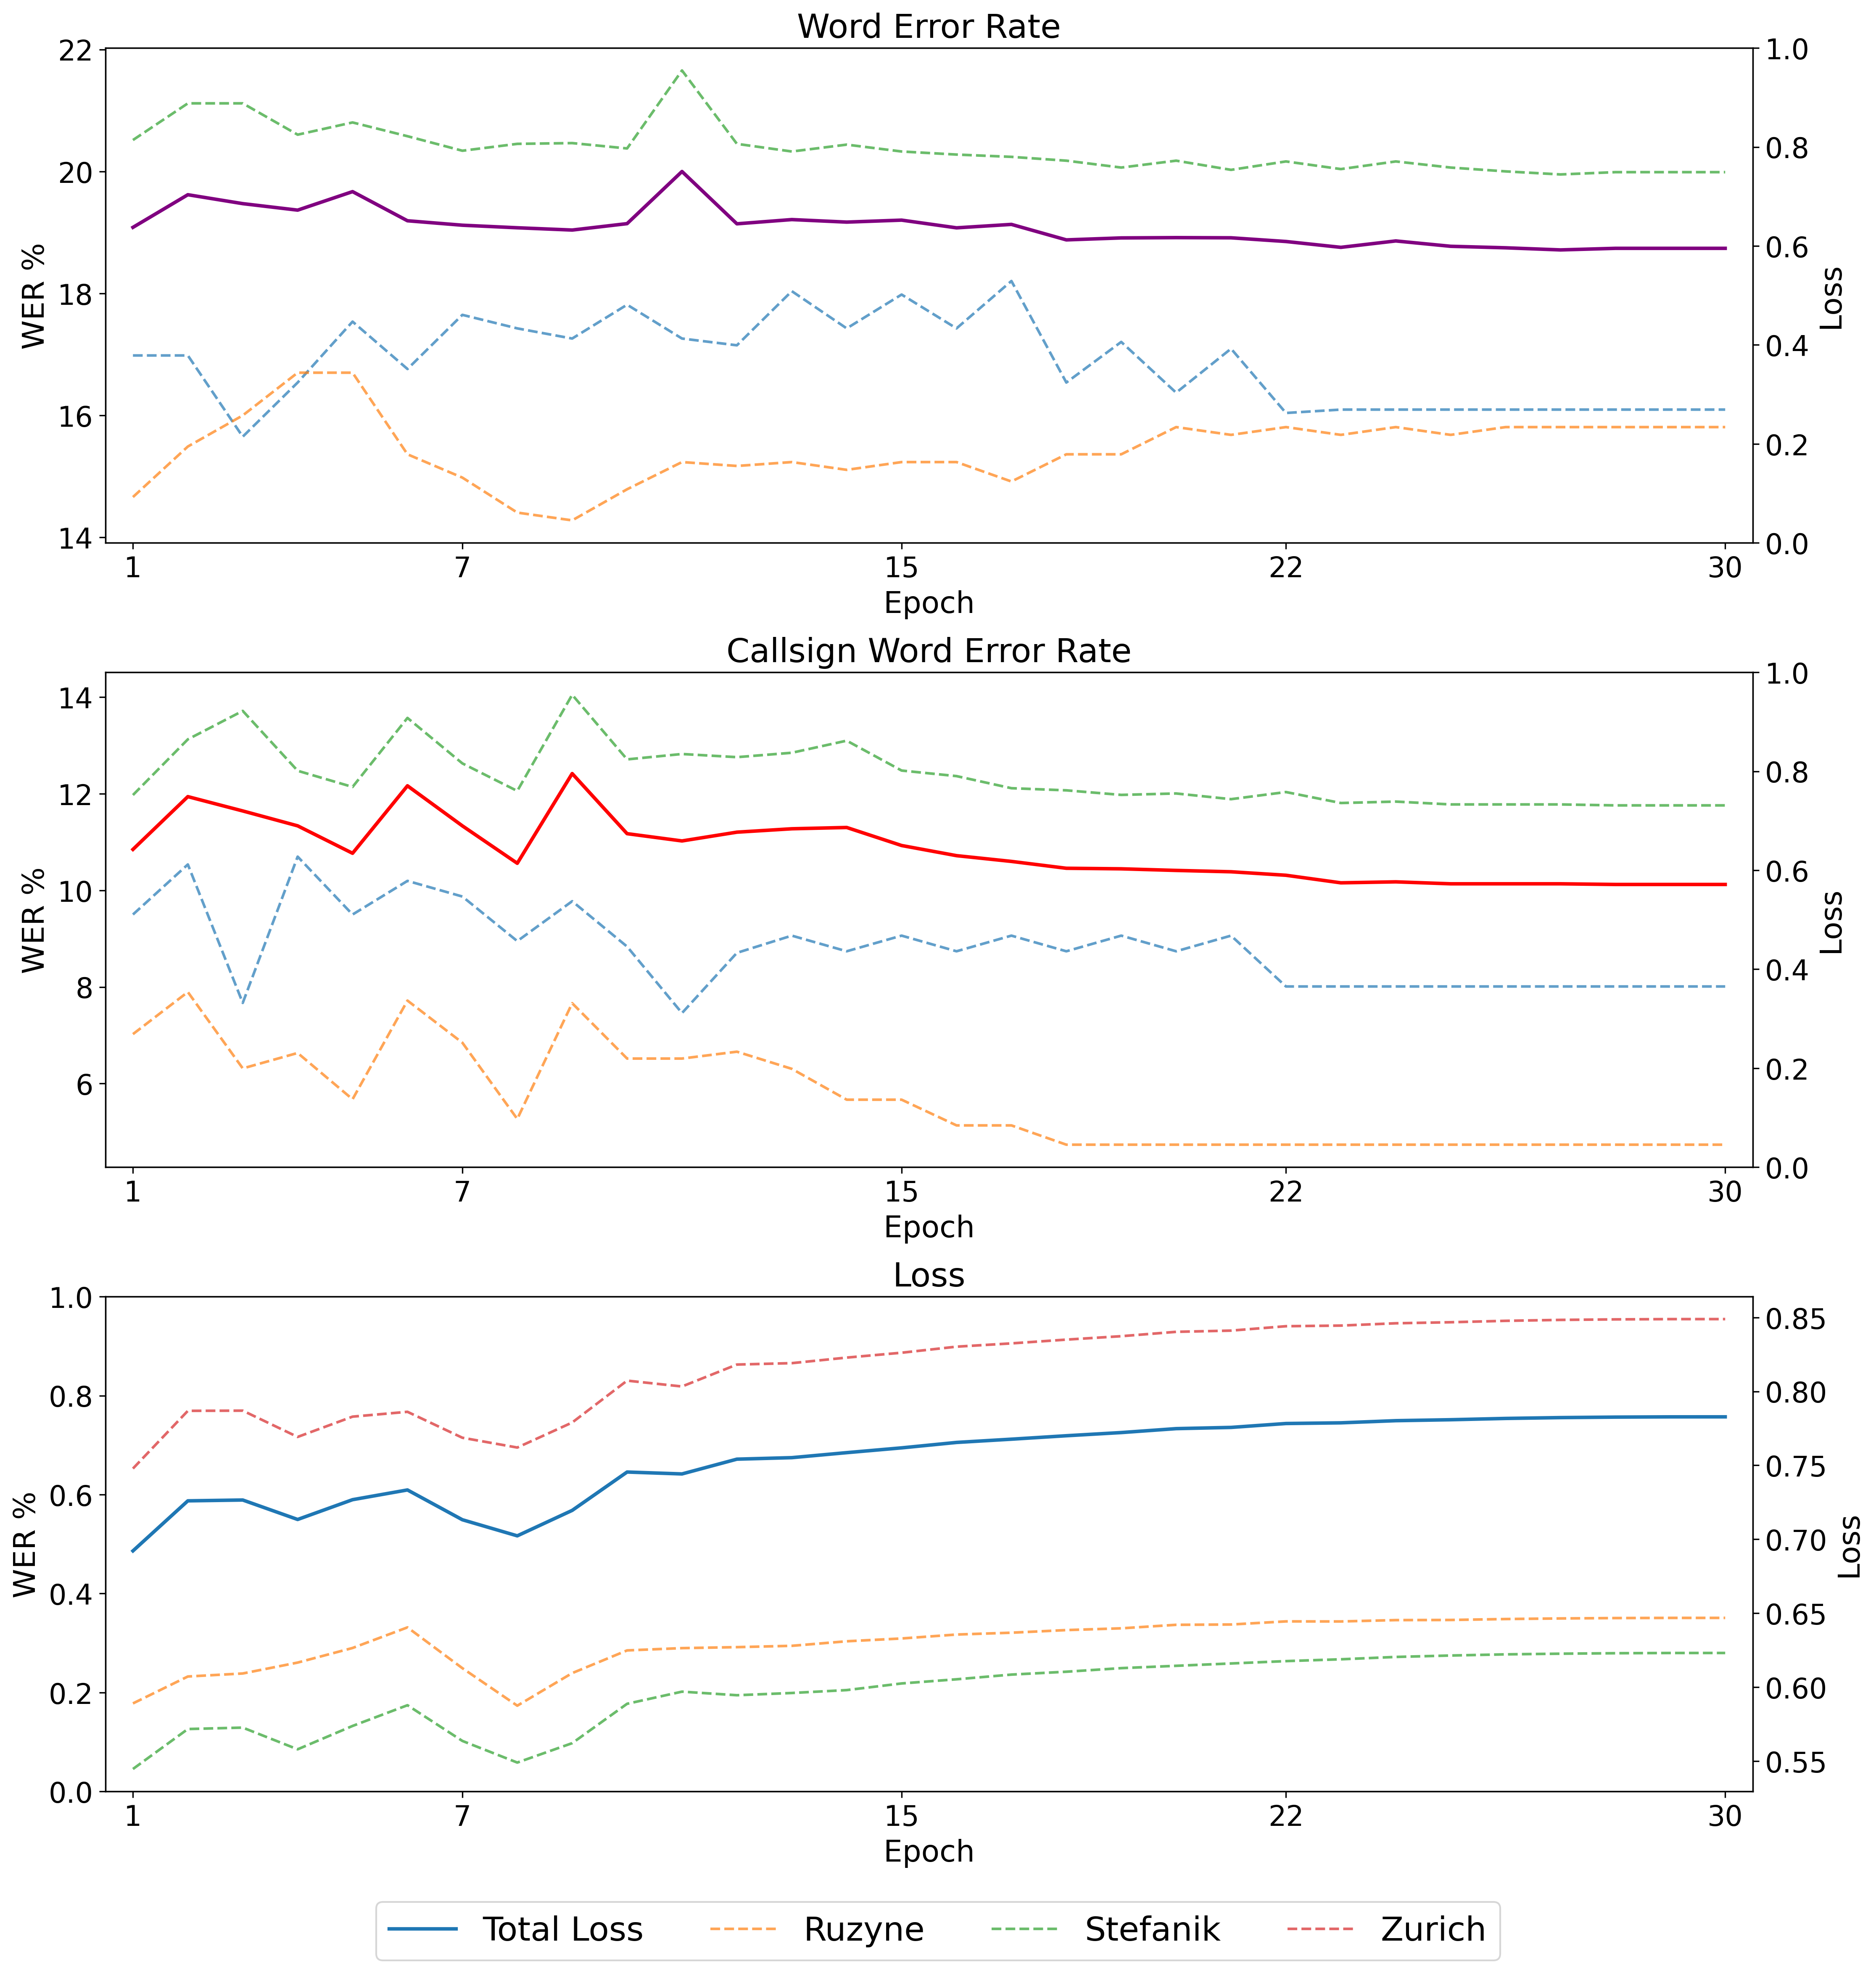 Word Error Rate
22
20
18
16
14
WER %
1.0
0.8
0.6
0.4
0.2
0.0
Loss
1 7 15 22 30
Epoch
Callsign Word Error Rate
14
12
10
8
6
WER %
1.0
0.8
0.6
0.4
0.2
0.0
Loss
1 7 15 22 30
Epoch
Loss
1.0
0.8
0.6
0.4
0.2
0.0
WER %
0.85
0.80
0.75
0.70
0.65
0.60
0.55
Loss
1 7 15 22 30
Epoch
Total Loss Ruzyne Stefanik Zurich